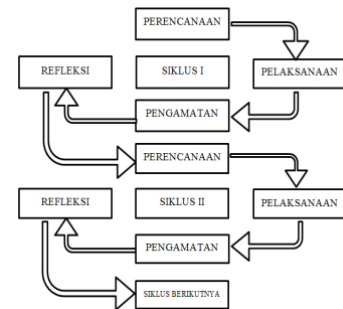 PERENCANAAN
REFLEKSI
SIKLUS I
PELAKSANAAN
PENGAMATAN
PERENCANAAN
REFLEKSI
SIKLUS II
PELAKSANAAN
PENGAMATAN
SIKLUS BERIKUTNYA